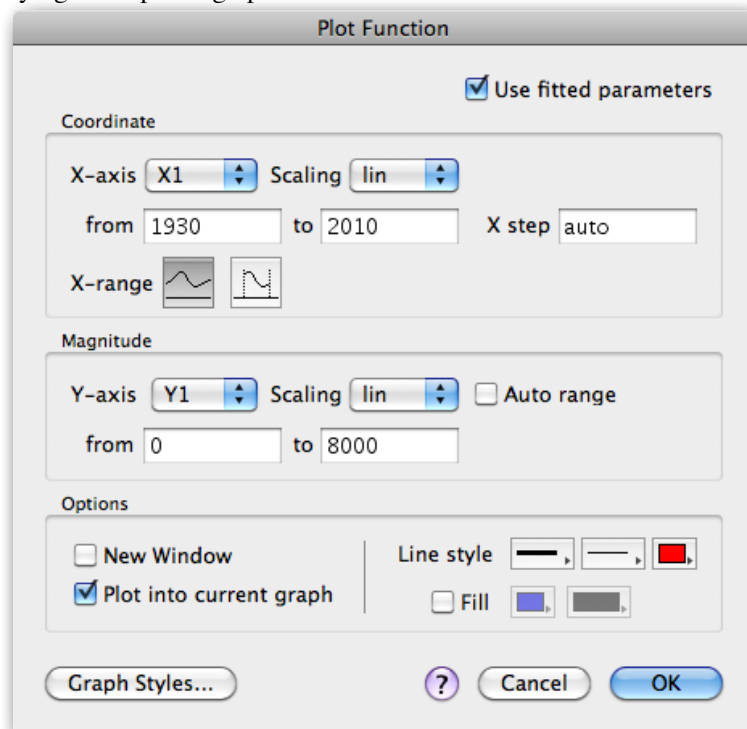 Plot Function
Use fitted parameters
Coordinate
X-axis X1 Scaling lin
from 1930 to 2010 X step auto
X-range
Magnitude
Y-axis Y1 Scaling lin Auto range
from 0 to 8000
Options
New Window Line style
Plot into current graph Fill
Graph Styles... ? Cancel OK